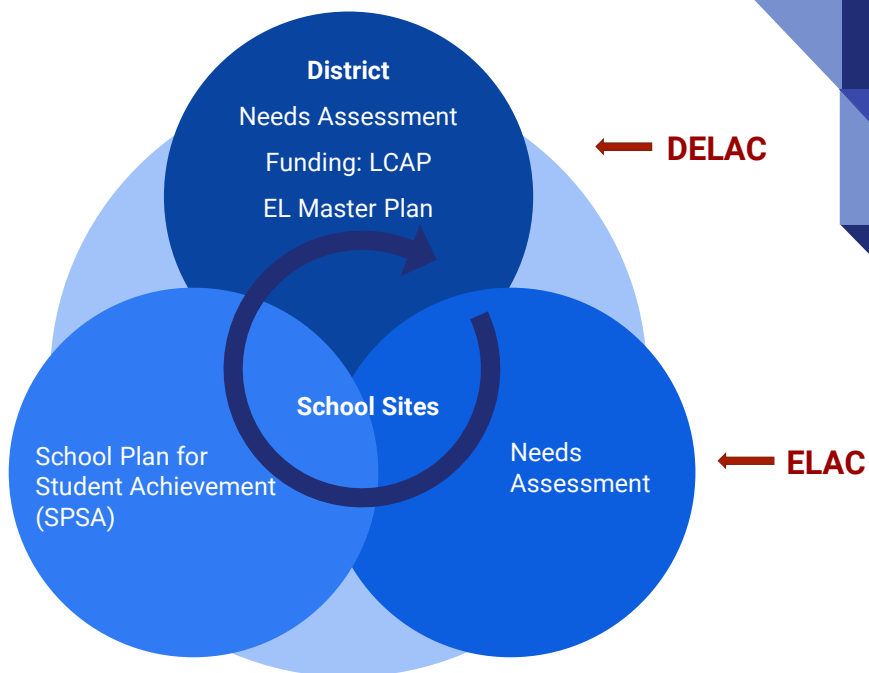 District
Needs Assessment
Funding: LCAP
EL Master Plan
DELAC
School Sites
School Plan for
Student Achievement
(SPSA)
Needs
Assessment
ELAC